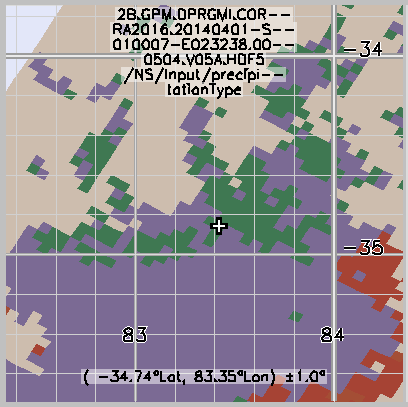 2B.GPM.DPRGMI.COR--
RA2016.20140401-S--
010007-E023238.00--
0504.V05A.HDF5
/NS/Input/precipi--
tationType
-34
-35
83
84
( -34.74°Lat, 83.35°Lon) ±1.0°